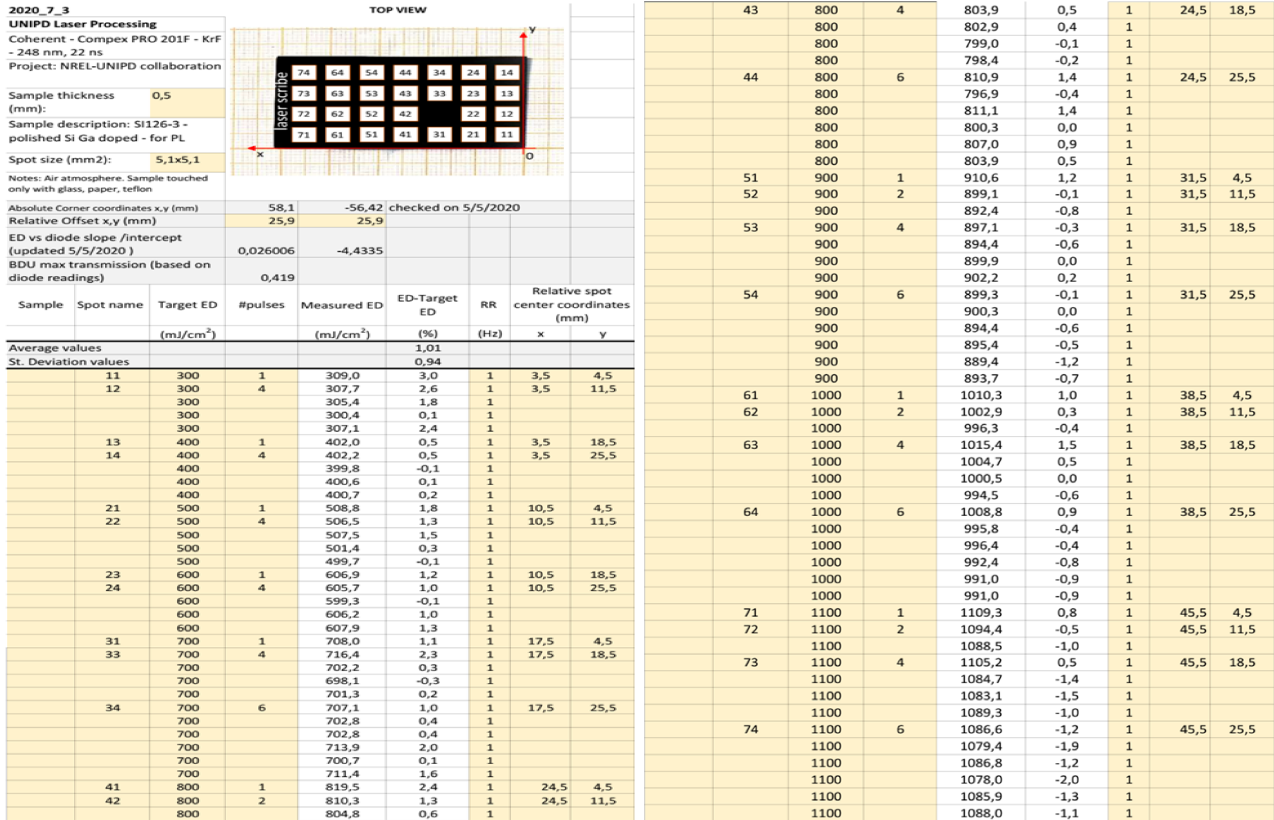 2020_7_3
TOP VIEW
UNIPD Laser Processing
Coherent - Compex PRO 201F - KrF
- 248 nm, 22 ns
Project: NREL-UNIPD collaboration
Sample thickness
(mm):
0,5
Sample description: SI126-3 -
polished Si Ga doped - for PL
Spot size (mm2): 5,1x5,1
Notes: Air atmosphere. Sample touched
only with glass, paper, teflon
y
laser scribe
74 64 54 44 34 24 14
73 63 53 43 33 23 13
72 62 52 42 22 12
71 61 51 41 31 21 11
x
O
Absolute Corner coordinates x,y (mm) 58,1 -56,42 checked on 5/5/2020
Relative Offset x,y (mm) 25,9 25,9
ED vs diode slope /intercept
(updated 5/5/2020 ) 0,026006 -4,4335
BDU max transmission (based on
diode readings) 0,419
Sample Spot name Target ED #pulses Measured ED ED-Target
ED RR Relative spot
center coordinates
(mm)
(mJ/cm²) (mJ/cm²) (%) (Hz) x y
Average values 1,01
St. Deviation values 0,94
11 300 1 309,0 3,0 1 3,5 4,5
12 300 4 307,7 2,6 1 3,5 11,5
300 305,4 1,8 1
300 300,4 0,1 1
300 307,1 2,4 1
13 400 1 402,0 0,5 1 3,5 18,5
14 400 4 402,2 0,5 1 3,5 25,5
400 399,8 -0,1 1
400 400,6 0,1 1
400 400,7 0,2 1
21 500 1 508,8 1,8 1 10,5 4,5
22 500 4 506,5 1,3 1 10,5 11,5
500 507,5 1,5 1
500 501,4 0,3 1
500 499,7 -0,1 1
23 600 1 606,9 1,2 1 10,5 18,5
24 600 4 605,7 1,0 1 10,5 25,5
600 599,3 -0,1 1
600 606,2 1,0 1
600 607,9 1,3 1
31 700 1 708,0 1,1 1 17,5 4,5
33 700 4 716,4 2,3 1 17,5 18,5
700 702,2 0,3 1
700 698,1 -0,3 1
700 701,3 0,2 1
34 700 6 707,1 1,0 1 17,5 25,5
700 702,8 0,4 1
700 702,8 0,4 1
700 713,9 2,0 1
700 700,7 0,1 1
700 711,4 1,6 1
41 800 1 819,5 2,4 1 24,5 4,5
42 800 2 810,3 1,3 1 24,5 11,5
800 804,8 0,6 1
43 800 4 803,9 0,5 1 24,5 18,5
800 802,9 0,4 1
800 799,0 -0,1 1
800 798,4 -0,2 1
44 800 6 810,9 1,4 1 24,5 25,5
800 796,9 -0,4 1
800 811,1 1,4 1
800 800,3 0,0 1
800 807,0 0,9 1
800 803,9 0,5 1
51 900 1 910,6 1,2 1 31,5 4,5
52 900 2 899,1 -0,1 1 31,5 11,5
900 892,4 -0,8 1
53 900 4 897,1 -0,3 1 31,5 18,5
900 894,4 -0,6 1
900 899,9 0,0 1
900 902,2 0,2 1
54 900 6 899,3 -0,1 1 31,5 25,5
900 900,3 0,0 1
900 894,4 -0,6 1
900 895,4 -0,5 1
900 889,4 -1,2 1
900 893,7 -0,7 1
61 1000 1 1010,3 1,0 1 38,5 4,5
62 1000 2 1002,9 0,3 1 38,5 11,5
1000 996,3 -0,4 1
63 1000 4 1015,4 1,5 1 38,5 18,5
1000 1004,7 0,5 1
1000 1000,5 0,0 1
1000 994,5 -0,6 1
64 1000 6 1008,8 0,9 1 38,5 25,5
1000 995,8 -0,4 1
1000 996,4 -0,4 1
1000 992,4 -0,8 1
1000 991,0 -0,9 1
1000 991,0 -0,9 1
71 1100 1 1109,3 0,8 1 45,5 4,5
72 1100 2 1094,4 -0,5 1 45,5 11,5
1100 1088,5 -1,0 1
73 1100 4 1105,2 0,5 1 45,5 18,5
1100 1084,7 -1,4 1
1100 1083,1 -1,5 1
1100 1089,3 -1,0 1
74 1100 6 1086,6 -1,2 1 45,5 25,5
1100 1079,4 -1,9 1
1100 1086,8 -1,2 1
1100 1078,0 -2,0 1
1100 1085,9 -1,3 1
1100 1088,0 -1,1 1